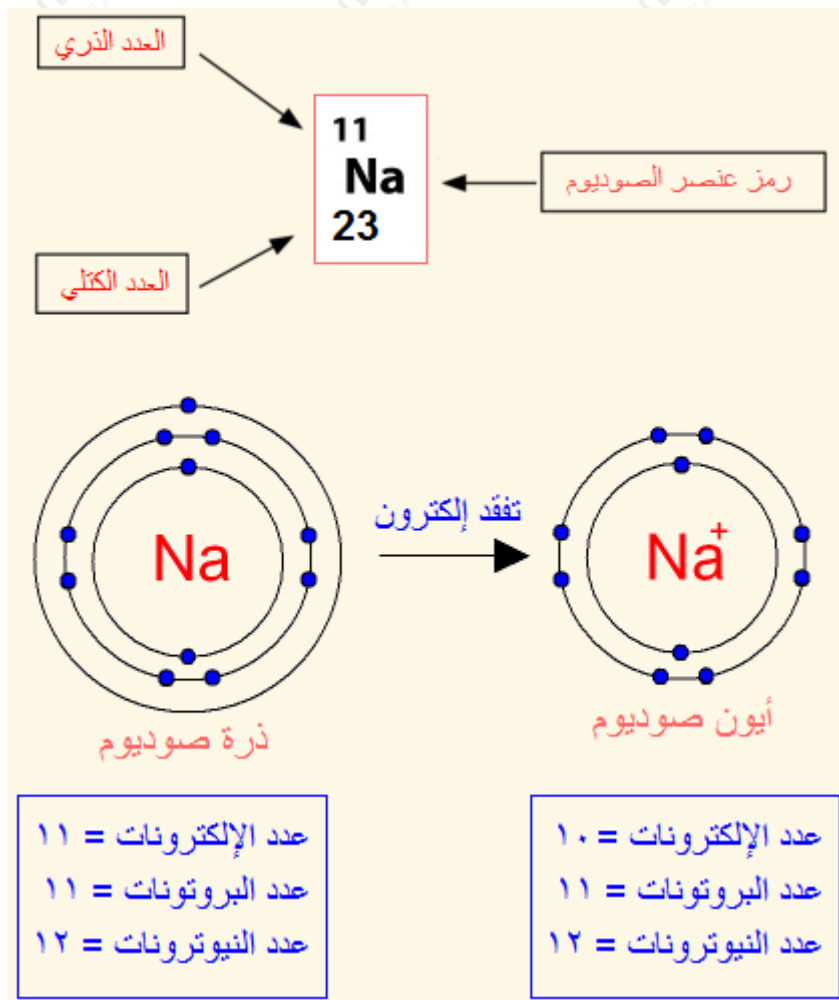 العدد الذري
11
Na
23
رمز عنصر الصوديوم
العدد الكتلي
Na
تفقد إلكترون
Na+
ذرة صوديوم
أيون صوديوم
عدد الإلكترونات = ١١
عدد البروتونات = ١١
عدد النيوترونات = ١٢
عدد الإلكترونات = ١٠
عدد البروتونات = ١١
عدد النيوترونات = ١٢